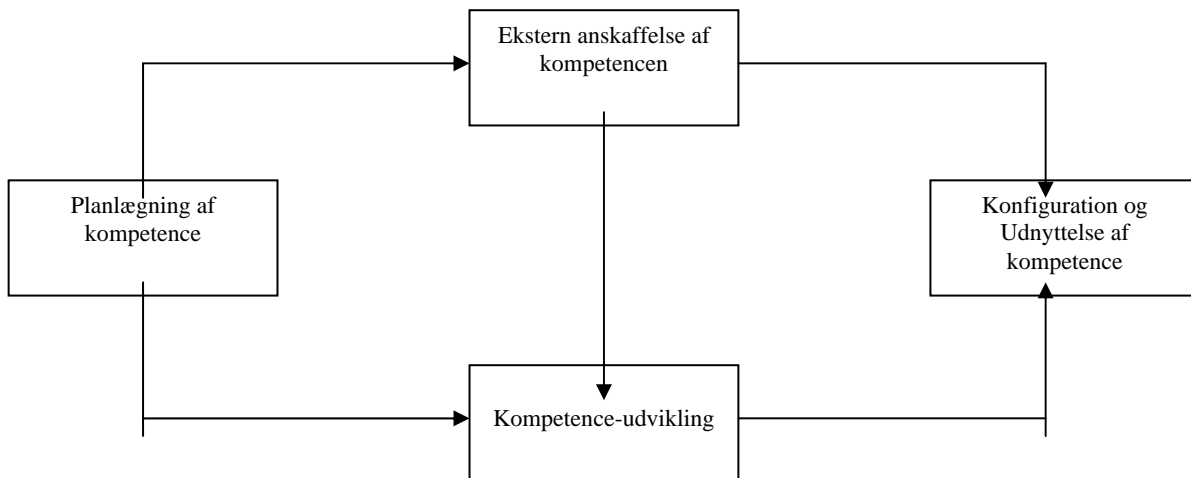 Ekstern anskaffelse af
kompetencen
Planlægning af
kompetence
Konfiguration og
Udnyttelse af
kompetence
Kompetence-udvikling